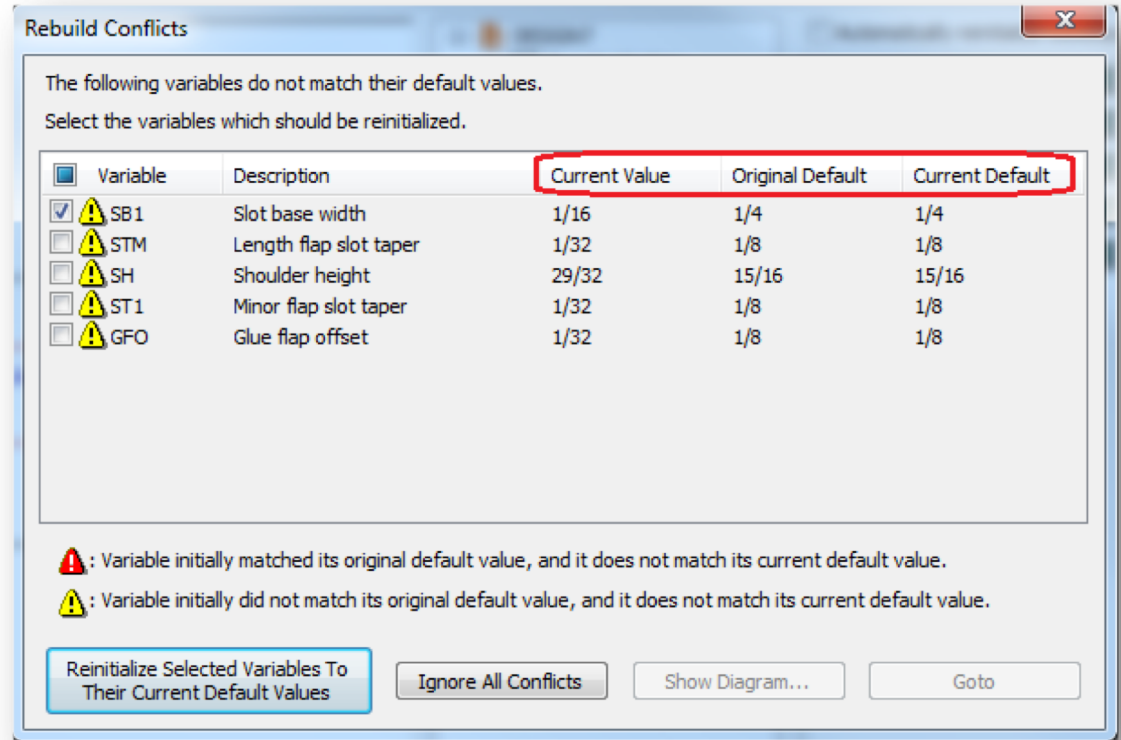 Rebuild Conflicts
The following variables do not match their default values.
Select the variables which should be reinitialized.
Variable Description Current Value Original Default Current Default
SB1 Slot base width 1/16 1/4 1/4
STM Length flap slot taper 1/32 1/8 1/8
SH Shoulder height 29/32 15/16 15/16
ST1 Minor flap slot taper 1/32 1/8 1/8
GFO Glue flap offset 1/32 1/8 1/8
: Variable initially matched its original default value, and it does not match its current default value.
: Variable initially did not match its original default value, and it does not match its current default value.
Reinitialize Selected Variables To
Their Current Default Values
Ignore All Conflicts
Show Diagram...
Goto